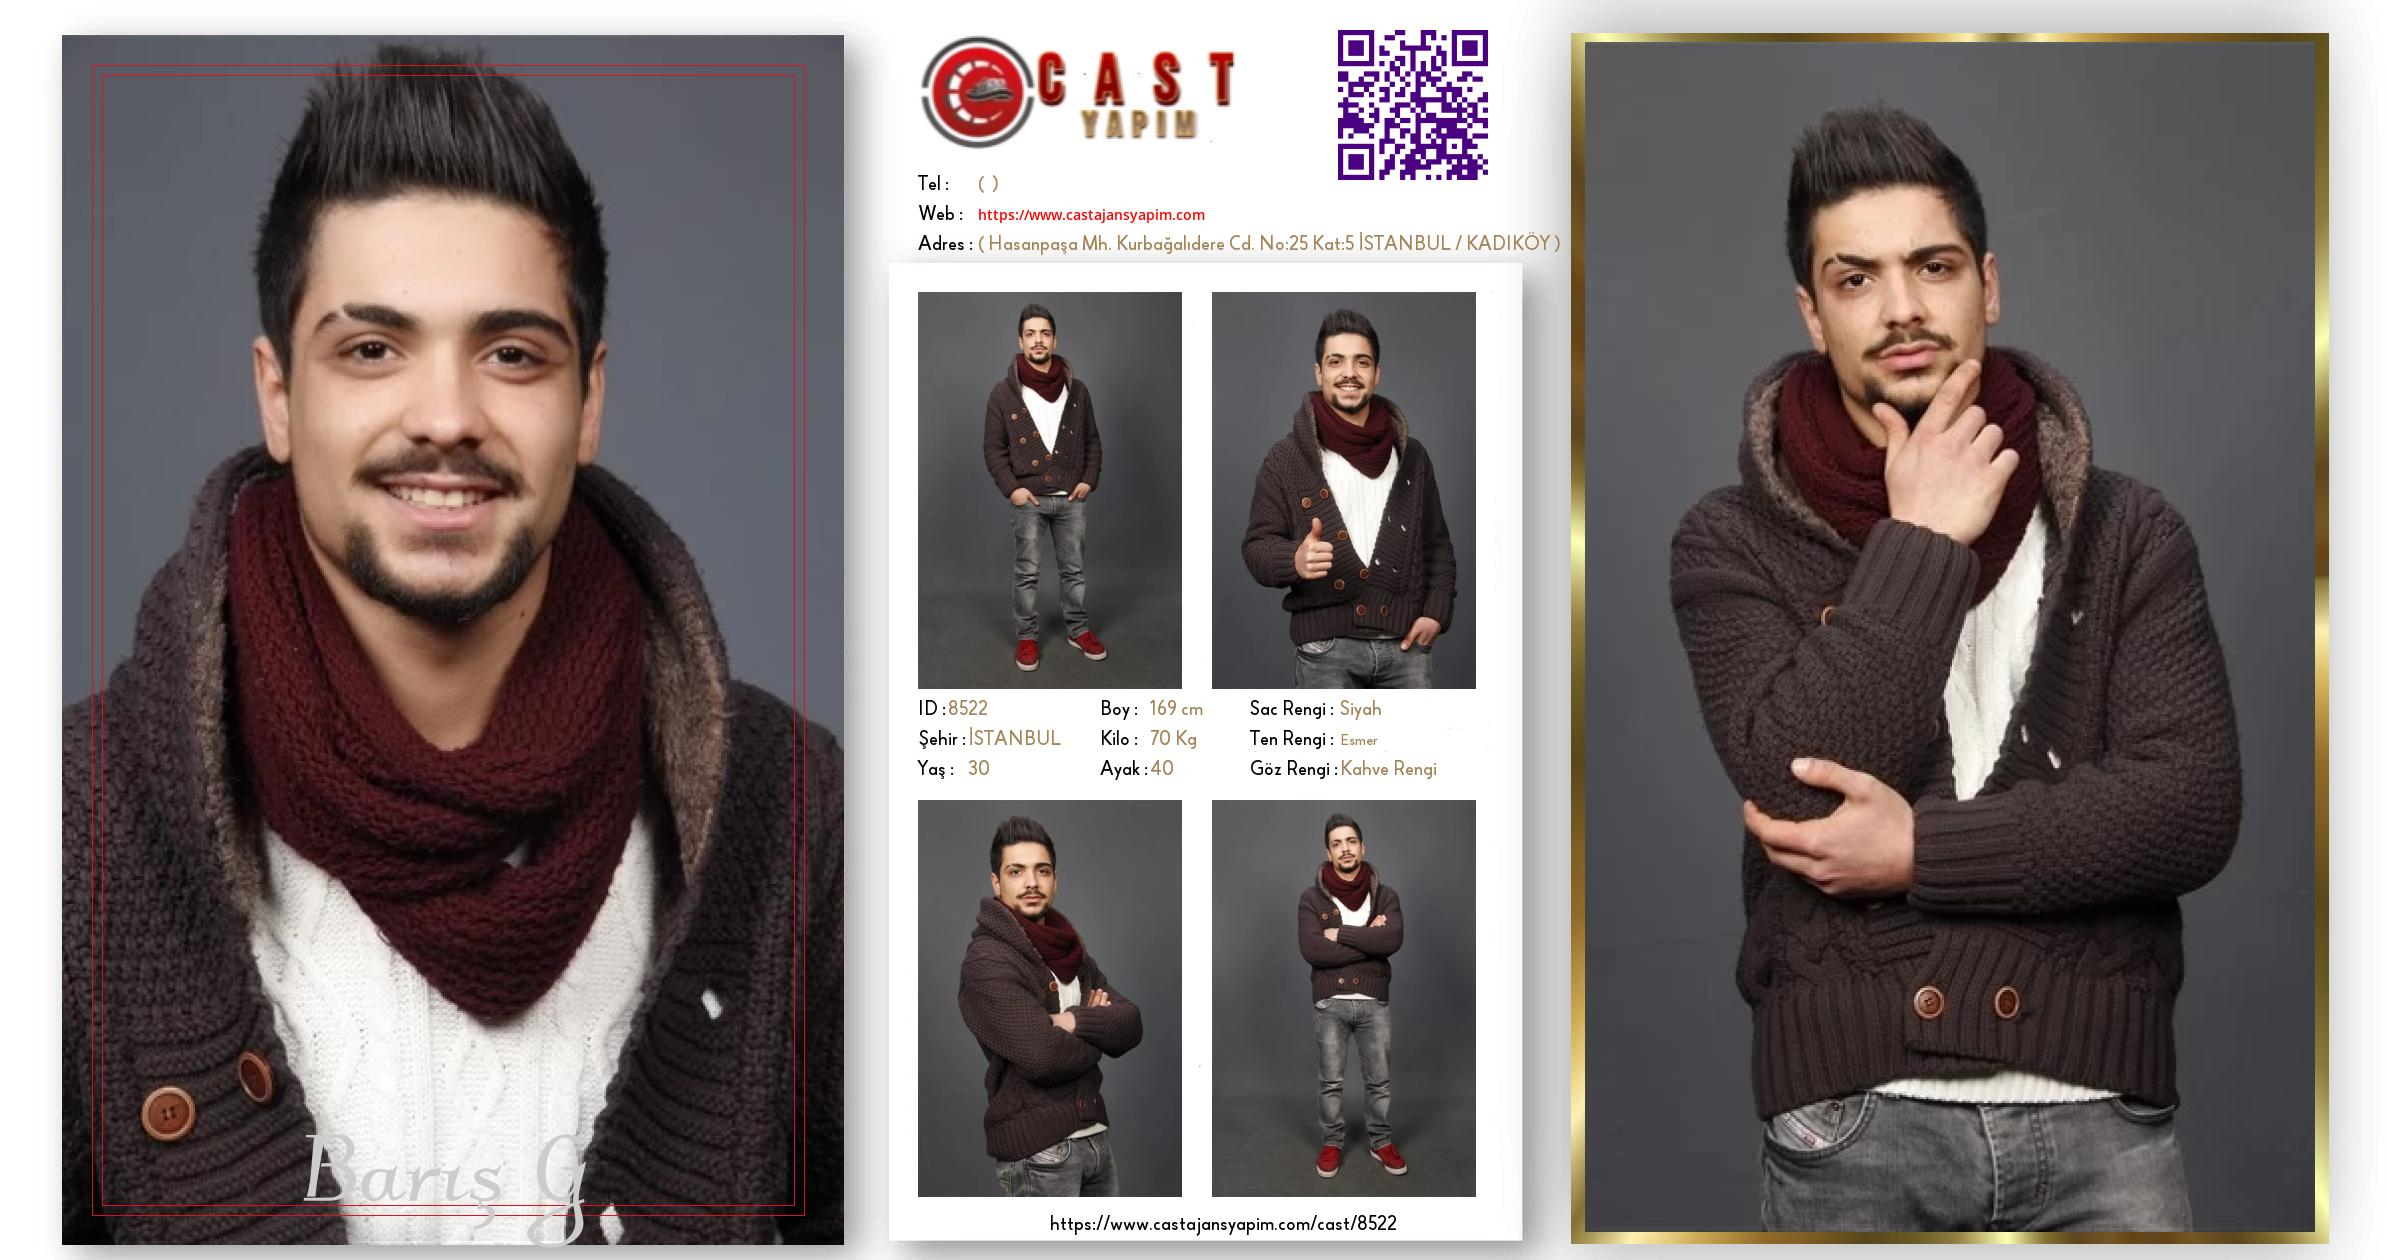 Barış G
CAST
YAPIM
Tel : ( )
Web : https://www.castajansyapim.com
Adres : ( Hasanpaşa Mh. Kurbağalıdere Cd. No:25 Kat:5 İSTANBUL / KADIKÖY )
ID : 8522 Boy : 169 cm Sac Rengi : Siyah
Şehir : İSTANBUL Kilo : 70 Kg Ten Rengi : Esmer
Yaş : 30 Ayak : 40 Göz Rengi : Kahve Rengi
https://www.castajansyapim.com/cast/8522